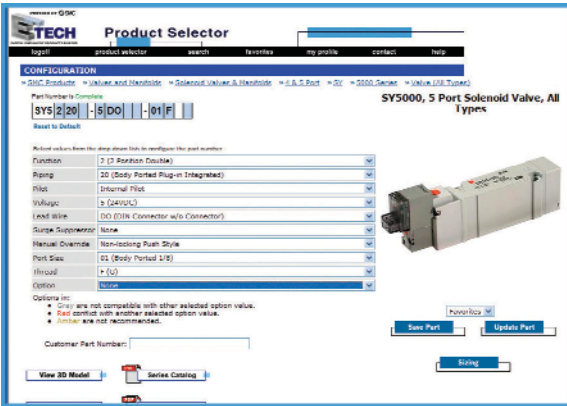 POWERED BY SMC
ETECH
Product Selector
logoff product selector search favorites my profile contact help
CONFIGURATION
» SMC Products » Valves and Manifolds » Solenoid Valves & Manifolds » 4 & 5 Port » SY » 5000 Series » Valve (All Types)
Part Number is Complete
SY5 2 20 - 5 DO - 01 F
Reset to Default
SY5000, 5 Port Solenoid Valve, All
Types
Select values from the drop down lists to configure the part number
Function 2 (2 Position Double)
Piping 20 (Body Ported Plug-in Integrated)
Pilot Internal Pilot
Voltage 5 (24VDC)
Lead Wire DO (DIN Connector w/o Connector)
Surge Suppressor None
Manual Override Non-locking Push Style
Port Size 01 (Body Ported 1/8)
Thread F (G)
Option None
Options in:
• Gray are not compatible with other selected option value.
• Red conflict with another selected option value.
• Amber are not recommended.
Favorites
Save Part Update Part
Customer Part Number:
Sizing
View 3D Model PDF Series Catalog
PDF